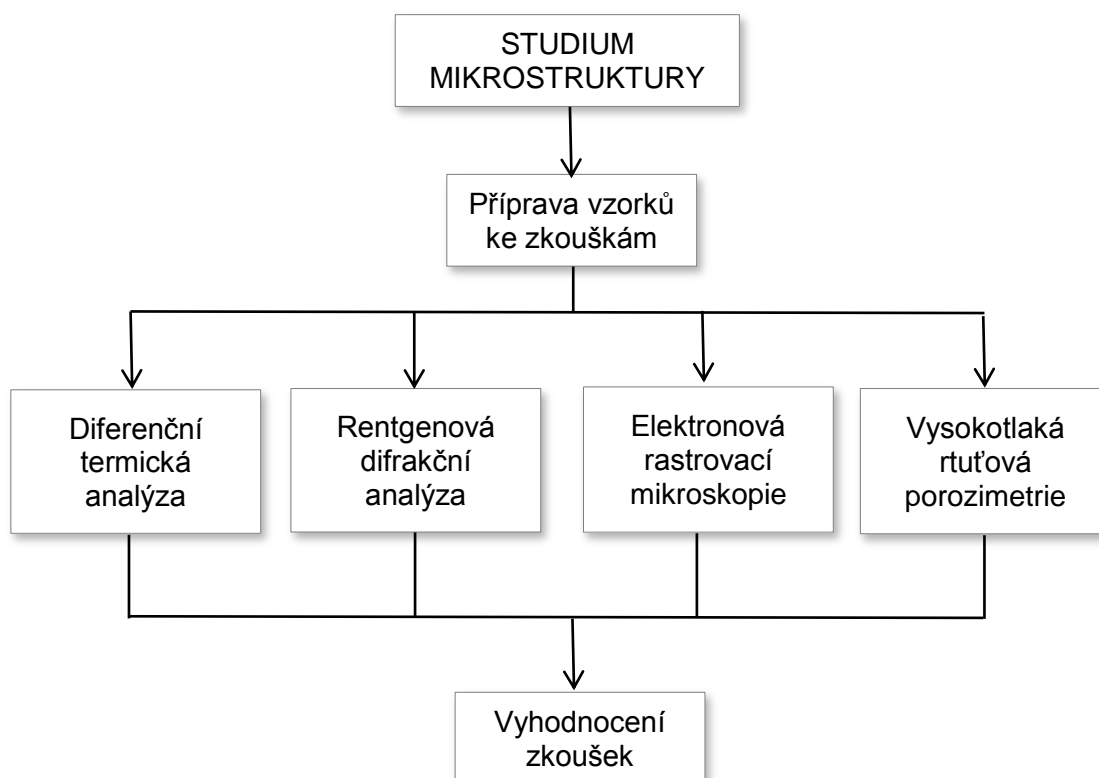 STUDIUM
MIKROSTRUKTURY
Příprava vzorků
ke zkouškám
Diferenční
termická
analýza
Rentgenová
difrakční
analýza
Elektronová
rastrovací
mikroskopie
Vysokotlaká
rtuťová
porozimetrie
Vyhodnocení
zkoušek